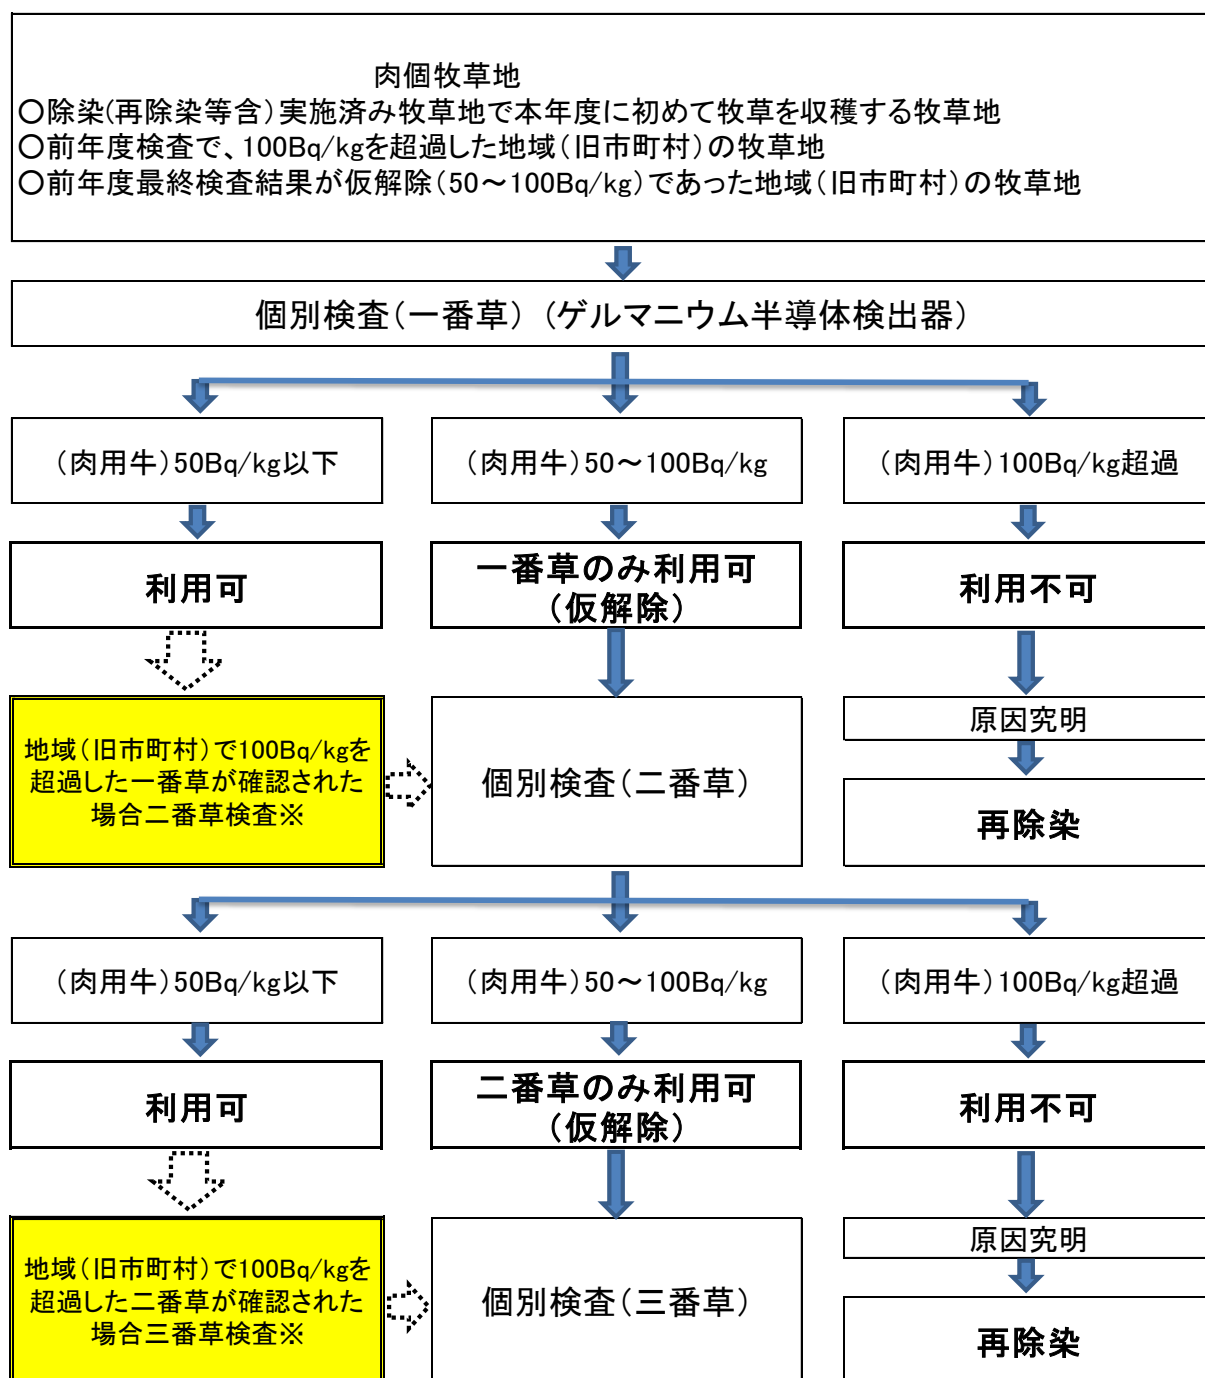 肉個牧草地
〇除染(再除染等含)実施済み牧草地で本年度に初めて牧草を収穫する牧草地
〇前年度検査で、100Bq/kgを超過した地域(旧市町村)の牧草地
〇前年度最終検査結果が仮解除(50～100Bq/kg)であった地域(旧市町村)の牧草地
個別検査(一番草) (ゲルマニウム半導体検出器)
(肉用牛)50Bq/kg以下
(肉用牛)50～100Bq/kg
(肉用牛)100Bq/kg超過
利用可
一番草のみ利用可
(仮解除)
利用不可
地域(旧市町村)で100Bq/kgを
超過した一番草が確認された
場合二番草検査※
個別検査(二番草)
原因究明
再除染
(肉用牛)50Bq/kg以下
(肉用牛)50～100Bq/kg
(肉用牛)100Bq/kg超過
利用可
二番草のみ利用可
(仮解除)
利用不可
地域(旧市町村)で100Bq/kgを
超過した二番草が確認された
場合三番草検査※
個別検査(三番草)
原因究明
再除染